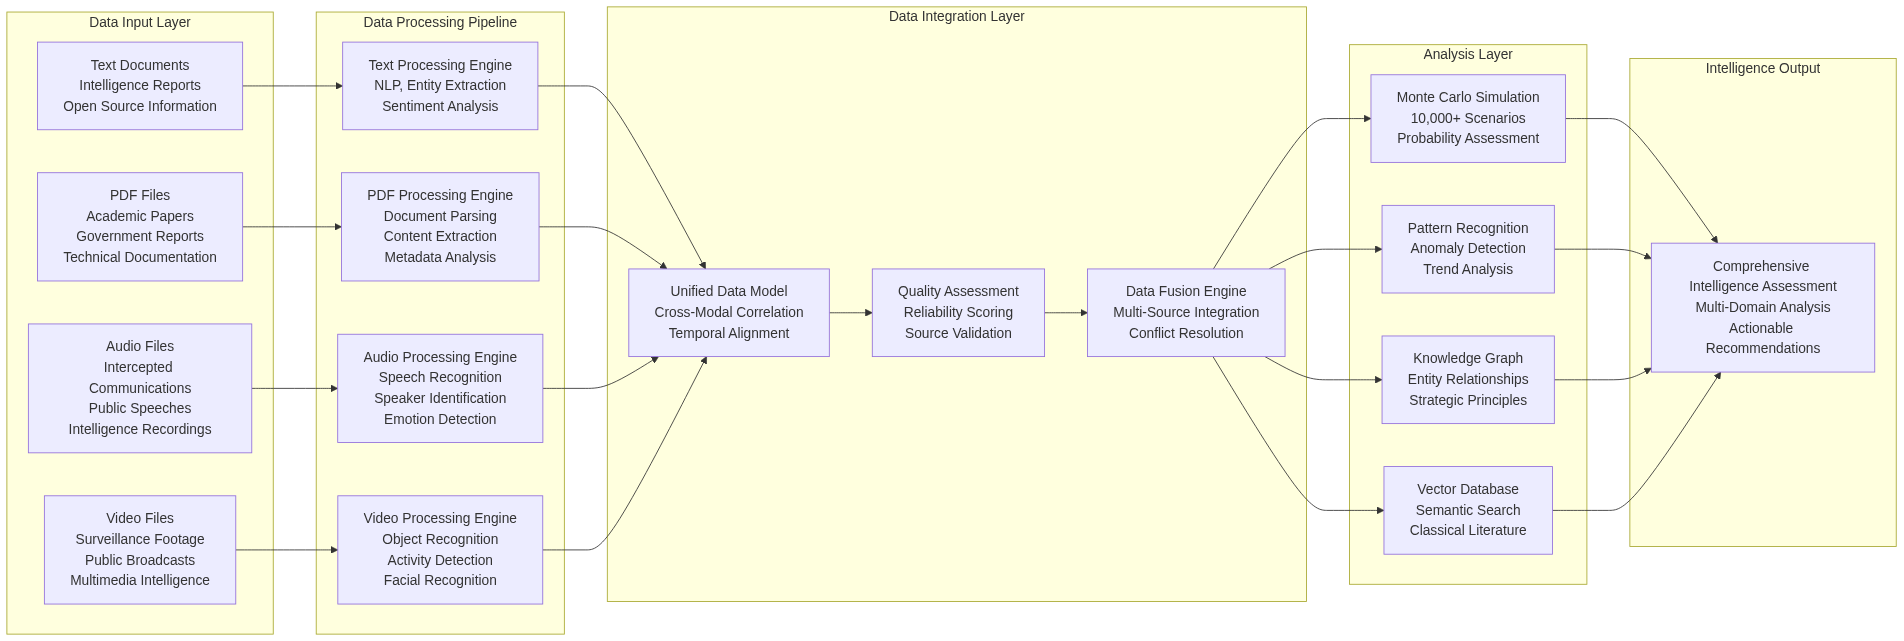 Data Input Layer
Text Documents
Intelligence Reports
Open Source Information
PDF Files
Academic Papers
Government Reports
Technical Documentation
Audio Files
Intercepted
Communications
Public Speeches
Intelligence Recordings
Video Files
Surveillance Footage
Public Broadcasts
Multimedia Intelligence
Data Processing Pipeline
Text Processing Engine
NLP, Entity Extraction
Sentiment Analysis
PDF Processing Engine
Document Parsing
Content Extraction
Metadata Analysis
Audio Processing Engine
Speech Recognition
Speaker Identification
Emotion Detection
Video Processing Engine
Object Recognition
Activity Detection
Facial Recognition
Data Integration Layer
Unified Data Model
Cross-Modal Correlation
Temporal Alignment
Quality Assessment
Reliability Scoring
Source Validation
Data Fusion Engine
Multi-Source Integration
Conflict Resolution
Analysis Layer
Monte Carlo Simulation
10,000+ Scenarios
Probability Assessment
Pattern Recognition
Anomaly Detection
Trend Analysis
Knowledge Graph
Entity Relationships
Strategic Principles
Vector Database
Semantic Search
Classical Literature
Intelligence Output
Comprehensive
Intelligence Assessment
Multi-Domain Analysis
Actionable
Recommendations